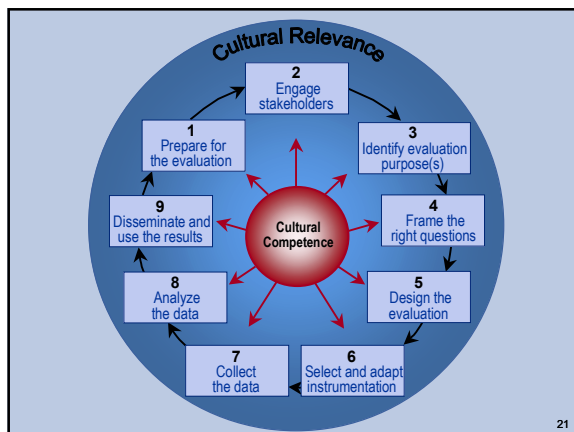 Cultural Relevance
1
Prepare for
the evaluation
2
Engage
stakeholders
3
Identify evaluation
purpose(s)
4
Frame the
right questions
5
Design the
evaluation
6
Select and adapt
instrumentation
7
Collect
the data
8
Analyze
the data
9
Disseminate and
use the results
Cultural
Competence
21